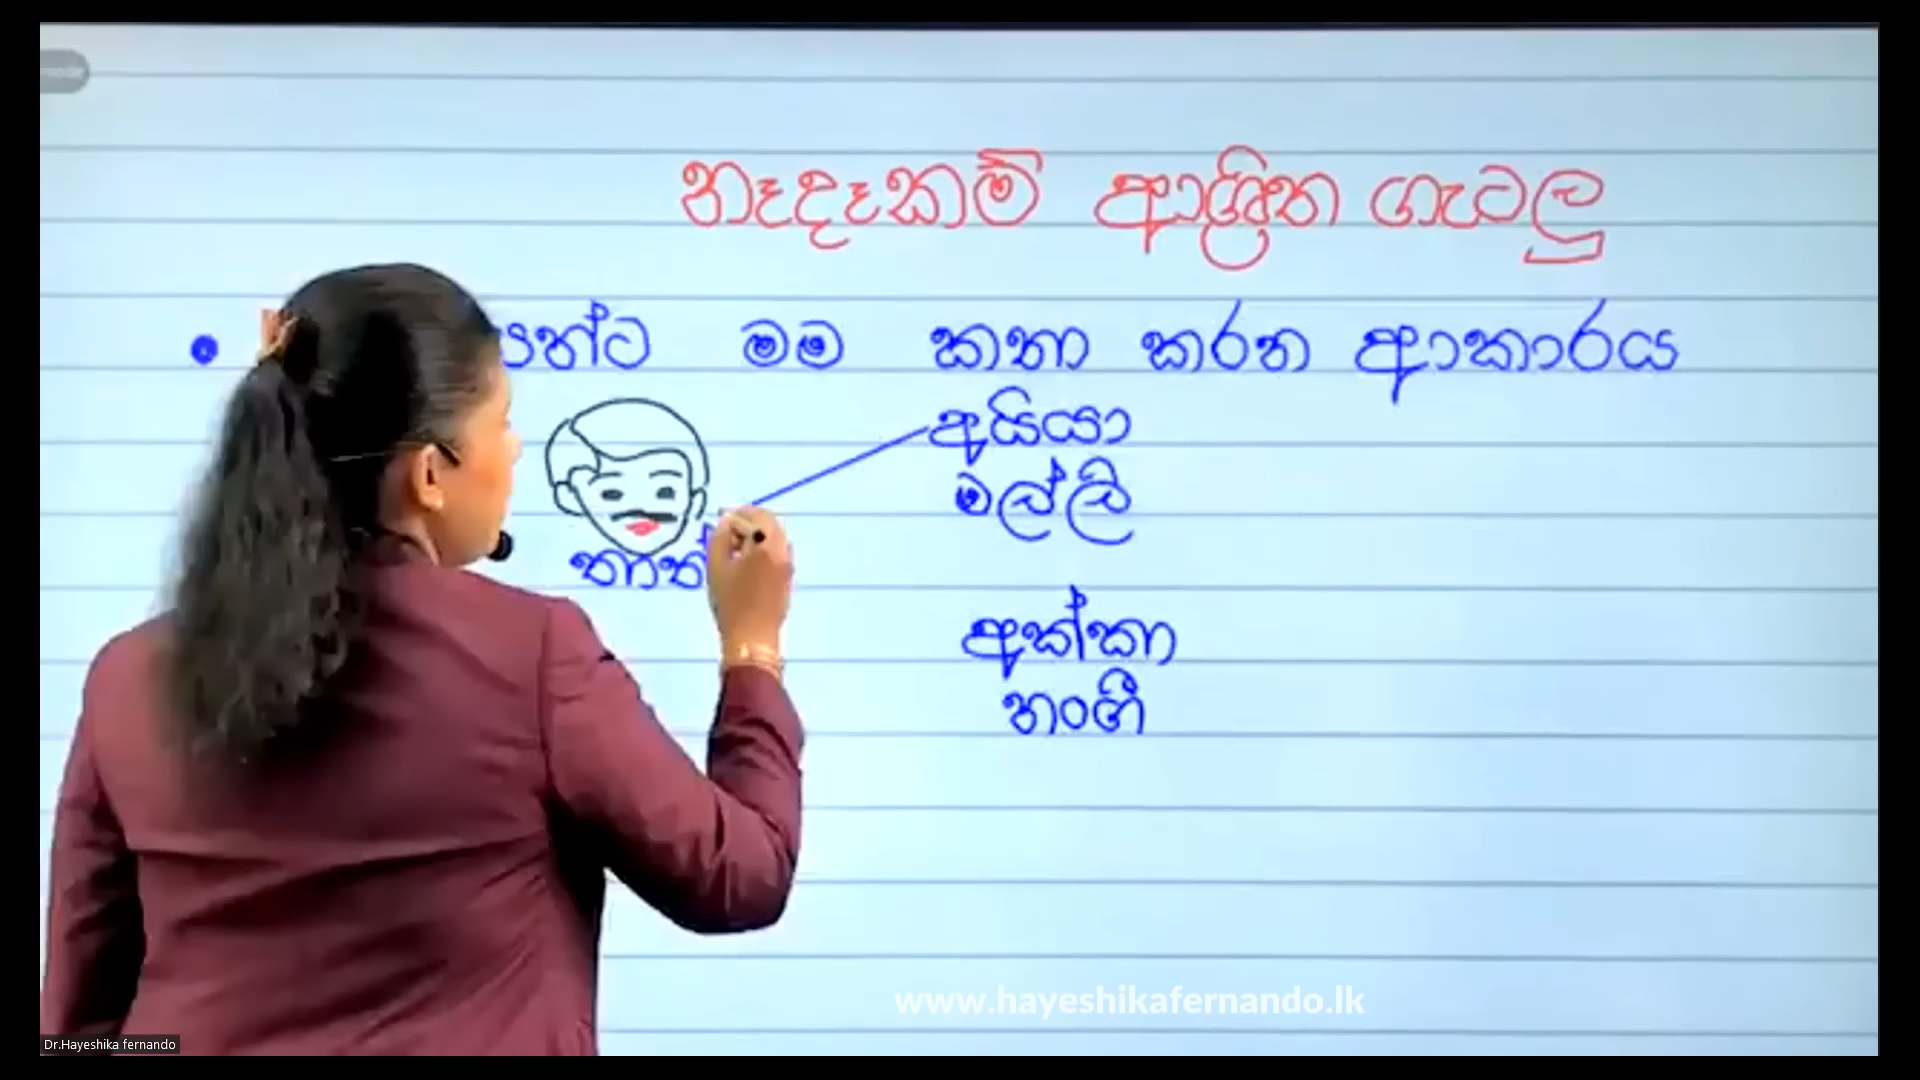 නෑදෑකම් ආශ්‍රිත ගැටලු
මම කතා කරන ආකාරය
අයියා
මල්ලි
අක්කා
නංගී
www.hayeshikafernando.lk
Dr.Hayeshika fernando